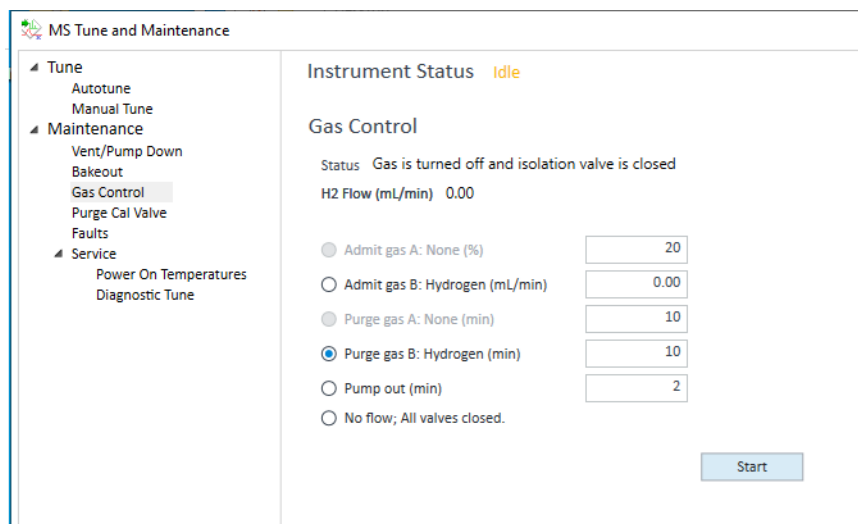 MS Tune and Maintenance
Tune
Autotune
Manual Tune
Maintenance
Vent/Pump Down
Bakeout
Gas Control
Purge Cal Valve
Faults
Service
Power On Temperatures
Diagnostic Tune
Instrument Status Idle
Gas Control
Status Gas is turned off and isolation valve is closed
H2 Flow (mL/min) 0.00
Admit gas A: None (%) 20
Admit gas B: Hydrogen (mL/min) 0.00
Purge gas A: None (min) 10
Purge gas B: Hydrogen (min) 10
Pump out (min) 2
No flow; All valves closed.
Start